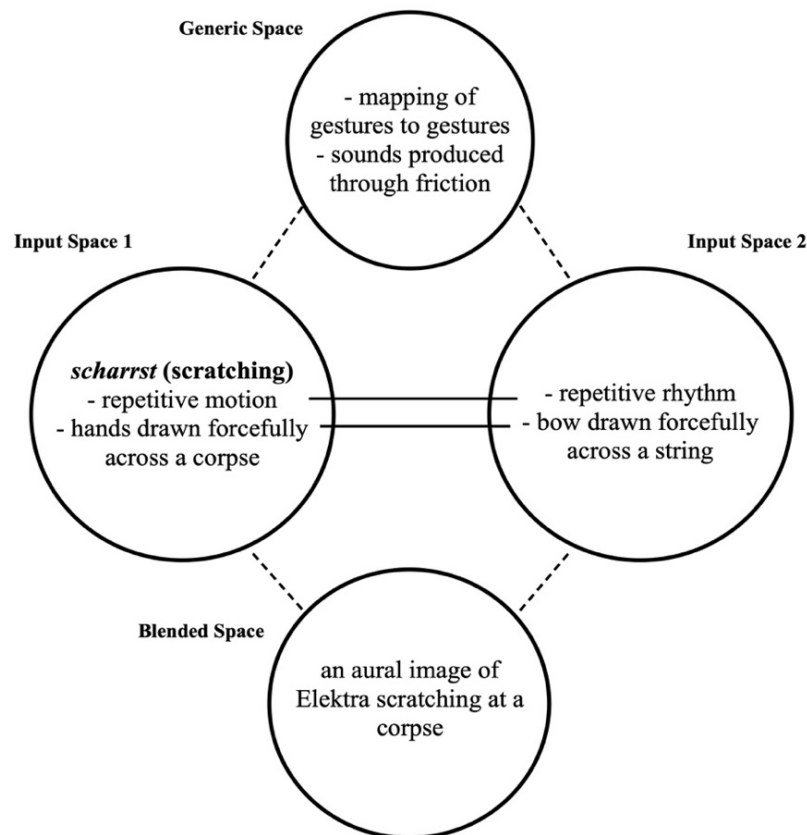 Generic Space
- mapping of
gestures to gestures
- sounds produced
through friction
Input Space 1
Input Space 2
scharrst (scratching)
- repetitive motion
- hands drawn forcefully
across a corpse
- repetitive rhythm
- bow drawn forcefully
across a string
Blended Space
an aural image of
Elektra scratching at a
corpse